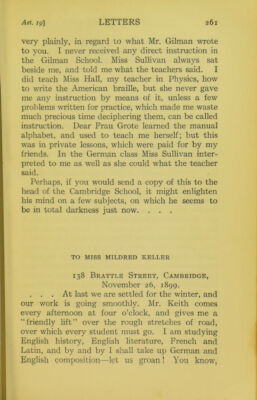 Aet. 19] LETTERS 261
very plainly, in regard to what Mr. Gilman wrote
to you. I never received any direct instruction in
the Gilman School. Miss Sullivan always sat
beside me, and told me what the teachers said. I
did teach Miss Hall, my teacher in Physics, how
to write the American braille, but she never gave
me any instruction by means of it, unless a few
problems written for practice, which made me waste
much precious time deciphering them, can be called
instruction. Dear Frau Grote learned the manual
alphabet, and used to teach me herself; but this
was in private lessons, which were paid for by my
friends. In the German class Miss Sullivan inter-
preted to me as well as she could what the teacher
said.
Perhaps, if you would send a copy of this to the
head of the Cambridge School, it might enlighten
his mind on a few subjects, on which he seems to
be in total darkness just now. . . .
TO MISS MILDRED KELLER
138 BRATTLE STREET, CAMBRIDGE,
November 26, 1899.
. . . At last we are settled for the winter, and
our work is going smoothly. Mr. Keith comes
every afternoon at four o'clock, and gives me a
"friendly lift" over the rough stretches of road,
over which every student must go. I am studying
English history, English literature, French and
Latin, and by and by I shall take up German and
English composition—let us groan! You know,